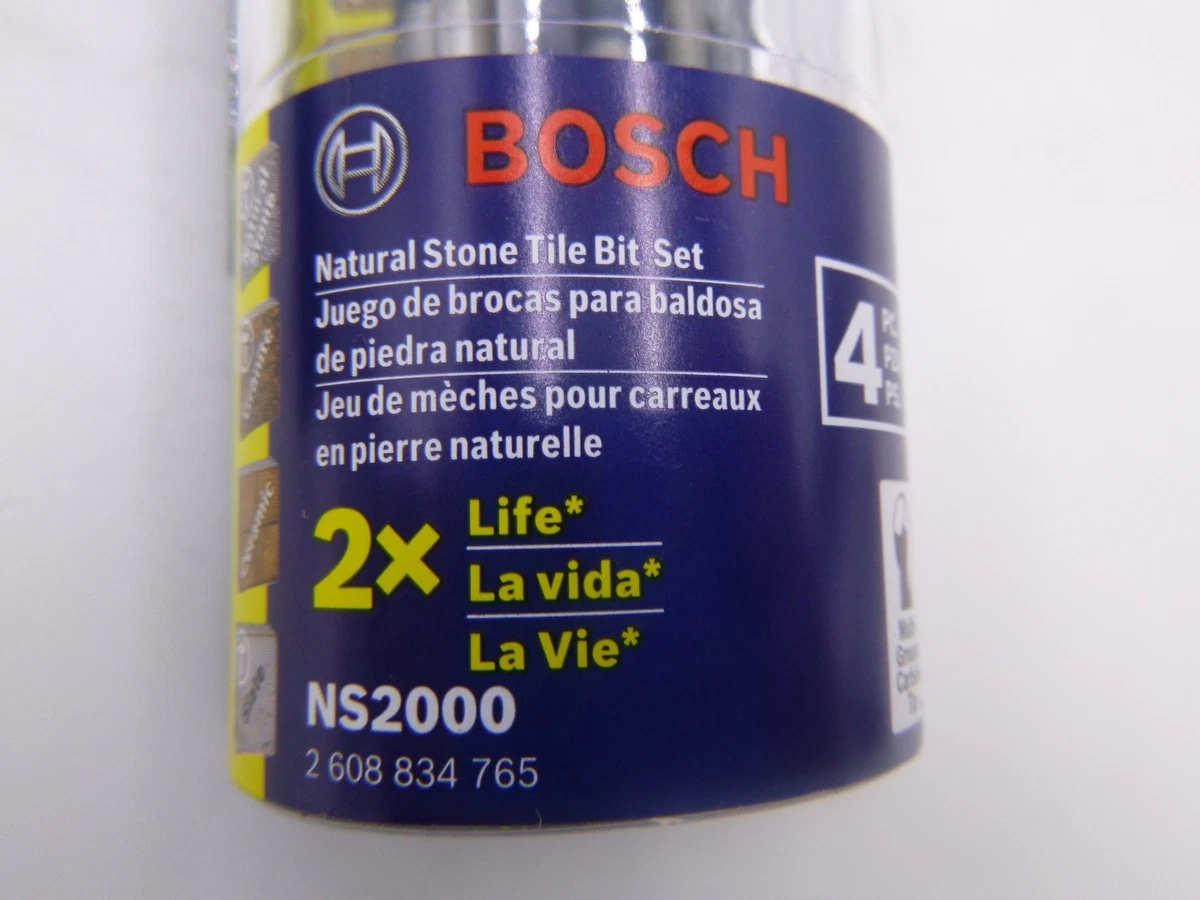 BOSCH
Natural Stone Tile Bit Set
Juego de brocas para baldosa
de piedra natural
Jeu de mèches pour carreaux
en pierre naturelle
4
2× Life*
La vida*
La Vie*
NS2000
2 608 834 765